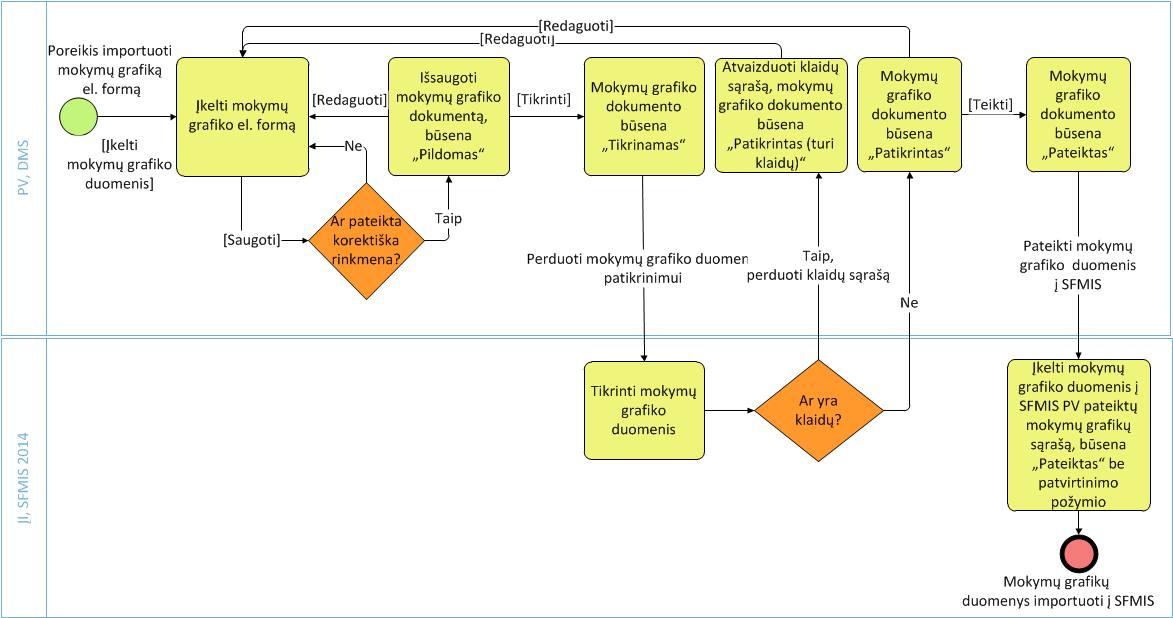 PV, DMS
Poreikis importuoti
mokymų grafiką
el. formą
[Įkelti
mokymų grafiko
duomenis]
Įkelti mokymų
grafiko el. formą
[Saugoti]
Ar pateikta
korektiška
rinkmena?
Ne
Taip
[Redaguoti]
Išsaugoti
mokymų grafiko
dokumentą,
būsena
„Pildomas“
[Tikrinti]
[Redaguoti]
[Redaguoti]
Mokymų grafiko
dokumento
būsena
„Tikrinamas“
Perduoti mokymų grafiko duomen
patikrinimui
Atvaizduoti klaidų
sąrašą, mokymų
grafiko dokumento
būsena
„Patikrintas (turi
klaidų)“
Taip,
perduoti klaidų sąrašą
Mokymų
grafiko
dokumento
būsena
„Patikrintas“
Ne
[Teikti]
Mokymų
grafiko
dokumento
būsena
„Pateiktas“
Pateikti mokymų
grafiko duomenis
į SFMIS
JI, SFMIS 2014
Tikrinti mokymų
grafiko
duomenis
Ar yra
klaidų?
Įkelti mokymų
grafiko duomenis į
SFMIS PV pateiktų
mokymų grafikų
sąrašą, būsena
„Pateiktas“ be
patvirtinimo
požymio
Mokymų grafikų
duomenys importuoti į SFMIS